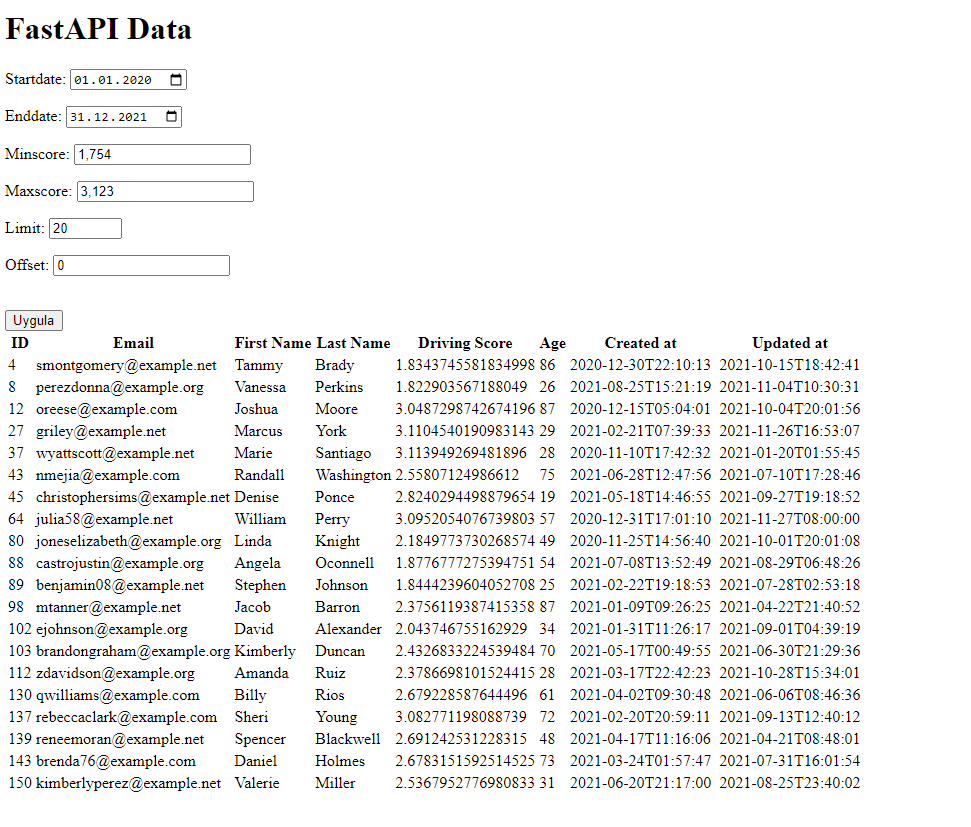 FastAPI Data
Startdate: 01.01.2020
Enddate: 31.12.2021
Minscore: 1,754
Maxscore: 3,123
Limit: 20
Offset: 0
Uygula
ID Email First Name Last Name Driving Score Age Created at Updated at
4 smontgomery@example.net Tammy Brady 1.8343745581834998 86 2020-12-30T22:10:13 2021-10-15T18:42:41
8 perezdonna@example.org Vanessa Perkins 1.822903567188049 26 2021-08-25T15:21:19 2021-11-04T10:30:31
12 oreese@example.com Joshua Moore 3.0487298742674196 87 2020-12-15T05:04:01 2021-10-04T20:01:56
27 griley@example.net Marcus York 3.1104540190983143 29 2021-02-21T07:39:33 2021-11-26T16:53:07
37 wyattscott@example.net Marie Santiago 3.113949269481896 28 2020-11-10T17:42:32 2021-01-20T01:55:45
43 nmejia@example.com Randall Washington 2.55807124986612 75 2021-06-28T12:47:56 2021-07-10T17:28:46
45 christophersims@example.net Denise Ponce 2.8240294498879654 19 2021-05-18T14:46:55 2021-09-27T19:18:52
64 julia58@example.net William Perry 3.0952054076739803 57 2020-12-31T17:01:10 2021-11-27T08:00:00
80 joneselizabeth@example.org Linda Knight 2.1849773730268574 49 2020-11-25T14:56:40 2021-10-01T20:01:08
88 castrojustin@example.org Angela Oconnell 1.8776777275394751 54 2021-07-08T13:52:49 2021-08-29T06:48:26
89 benjamin08@example.net Stephen Johnson 1.8444239604052708 25 2021-02-22T19:18:53 2021-07-28T02:53:18
98 mtanner@example.net Jacob Barron 2.3756119387415358 87 2021-01-09T09:26:25 2021-04-22T21:40:52
102 ejohnson@example.org David Alexander 2.043746755162929 34 2021-01-31T11:26:17 2021-09-01T04:39:19
103 brandongraham@example.org Kimberly Duncan 2.4326833224539484 70 2021-05-17T00:49:55 2021-06-30T21:29:36
112 zdavidson@example.org Amanda Ruiz 2.3786698101524415 28 2021-03-17T22:42:23 2021-10-28T15:34:01
130 qwilliams@example.com Billy Rios 2.679228587644496 61 2021-04-02T09:30:48 2021-06-06T08:46:36
137 rebeccaclark@example.com Sheri Young 3.082771198088739 72 2021-02-20T20:59:11 2021-09-13T12:40:12
139 reneemoran@example.net Spencer Blackwell 2.691242531228315 48 2021-04-17T11:16:06 2021-04-21T08:48:01
143 brenda76@example.com Daniel Holmes 2.6783151592514525 73 2021-03-24T01:57:47 2021-07-31T16:01:54
150 kimberlyperez@example.net Valerie Miller 2.5367952776980833 31 2021-06-20T21:17:00 2021-08-25T23:40:02